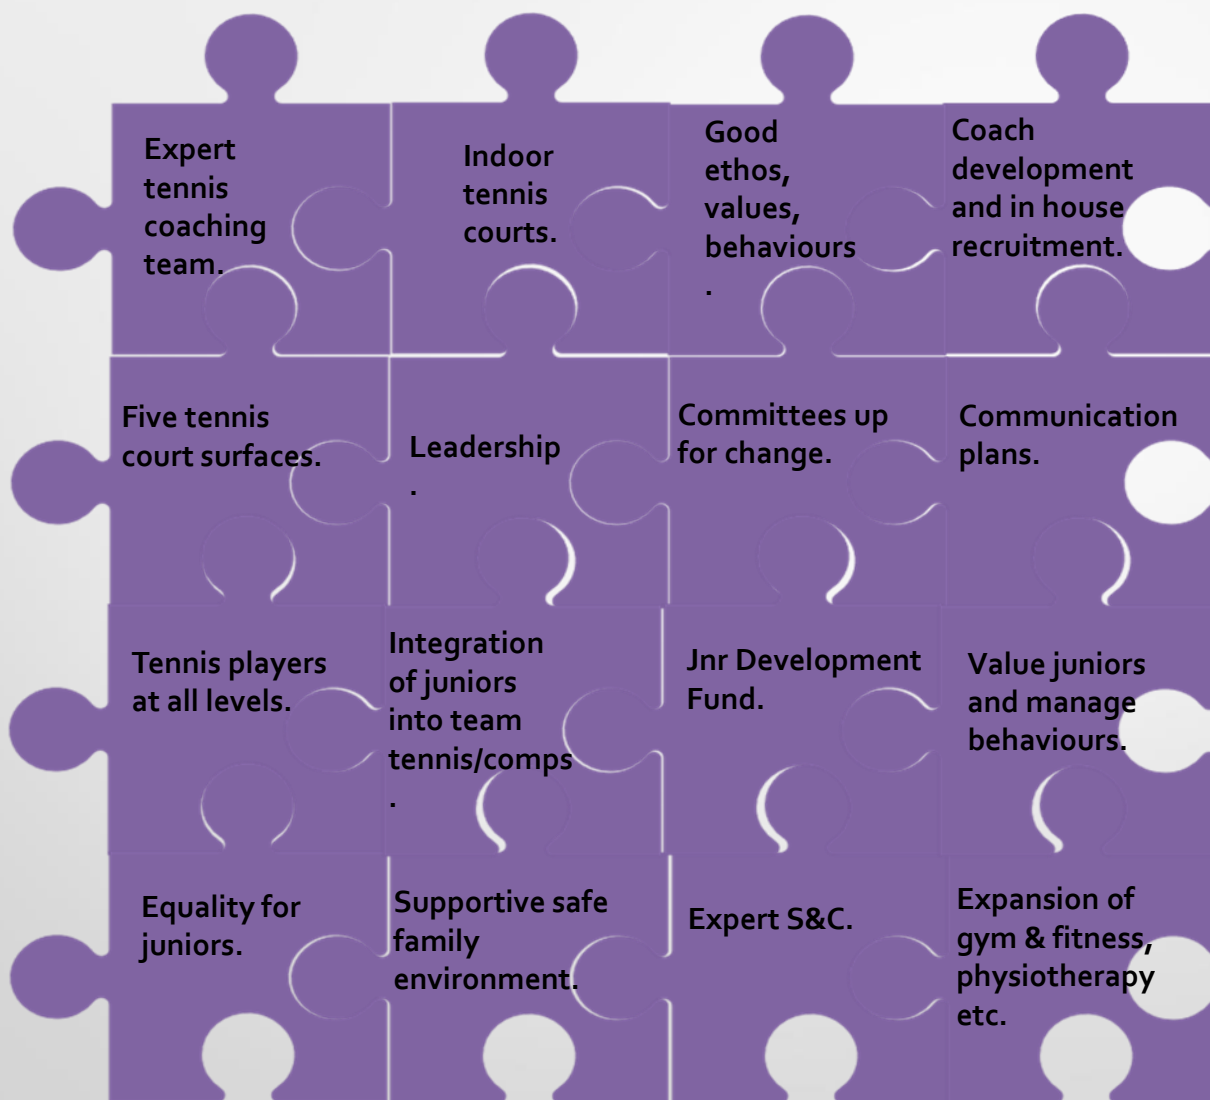 Expert
tennis
coaching
team.
Indoor
tennis
courts.
Good
ethos,
values,
behaviours
.
Coach
development
and in house
recruitment.
Five tennis
court surfaces.
Leadership
.
Committees up
for change.
Communication
plans.
Tennis players
at all levels.
Integration
of juniors
into team
tennis/comps
.
Jnr Development
Fund.
Value juniors
and manage
behaviours.
Equality for
juniors.
Supportive safe
family
environment.
Expert S&C.
Expansion of
gym & fitness,
physiotherapy
etc.